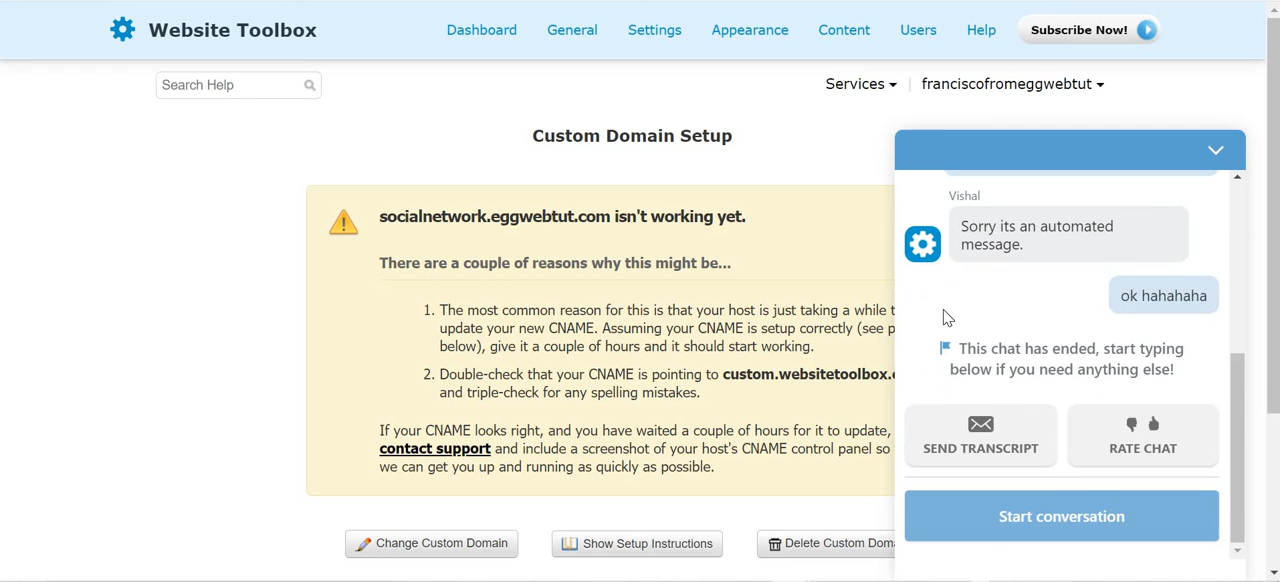 Website Toolbox
Dashboard General Settings Appearance Content Users Help Subscribe Now!
Search Help
Services franciscofromeggwebtut
Custom Domain Setup
socialnetwork.eggwebtut.com isn't working yet.
There are a couple of reasons why this might be...
1. The most common reason for this is that your host is just taking a while t
update your new CNAME. Assuming your CNAME is setup correctly (see p
below), give it a couple of hours and it should start working.
2. Double-check that your CNAME is pointing to custom.websitetoolbox.
and triple-check for any spelling mistakes.
If your CNAME looks right, and you have waited a couple of hours for it to update,
contact support and include a screenshot of your host's CNAME control panel so
we can get you up and running as quickly as possible.
Change Custom Domain Show Setup Instructions Delete Custom Doma
Vishal
Sorry its an automated
message.
ok hahahaha
This chat has ended, start typing
below if you need anything else!
SEND TRANSCRIPT RATE CHAT
Start conversation